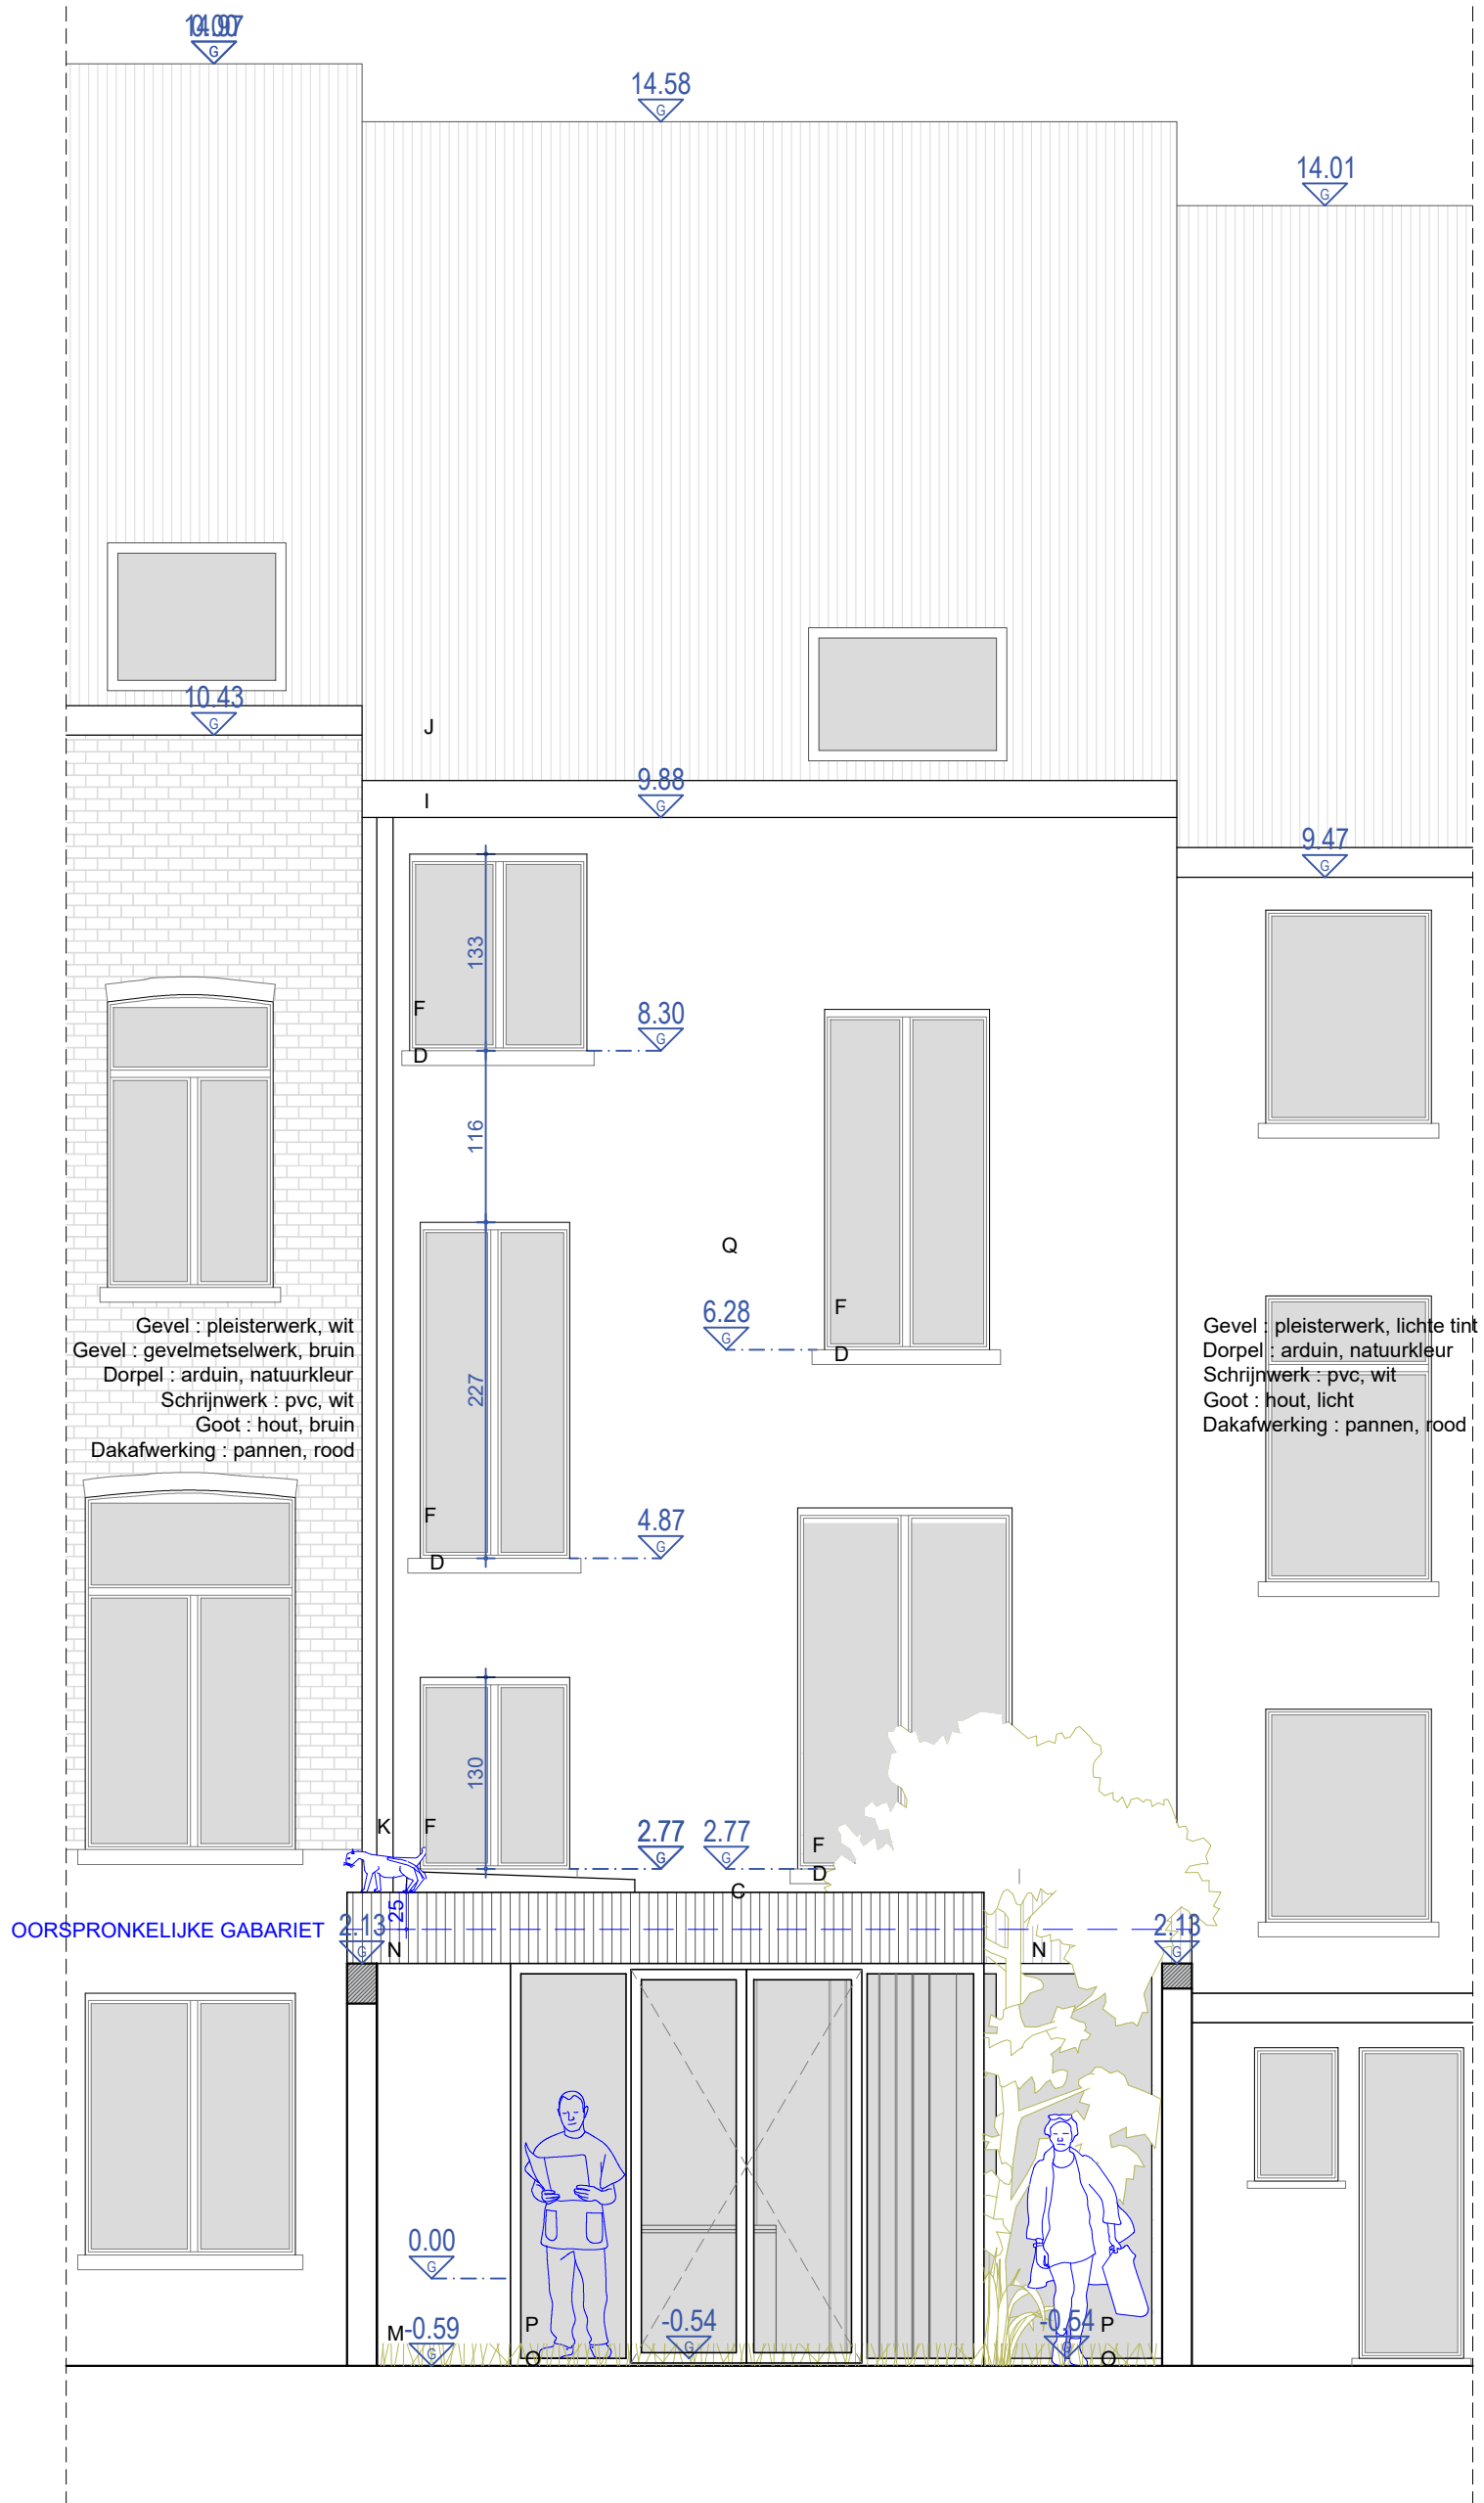 14.58
G
G
14.01
G
10.43
G
J
9.88
G
I
9.47
G
133
F
8.30
G
D
116
Q
6.28
G
F
D
Gevel : pleisterwerk, wit
Gevel : gevelmetselwerk, bruin
Dorpel : arduin, natuurkleur
Schrijnwerk : pvc, wit
Goot : hout, bruin
Dakafwerking : pannen, rood
Gevel : pleisterwerk, lichte tint
Dorpel : arduin, natuurkleur
Schrijnwerk : pvc, wit
Goot : hout, licht
Dakafwerking : pannen, rood
227
F
4.87
G
D
130
K
F
2.77
G
2.77
G
F
D
C
25
OORSPRONKELIJKE GABARIET
2.13
G
N
N
2.13
G
0.00
G
M
-0.59
G
P
O
-0.54
G
-0.54
G
P
O